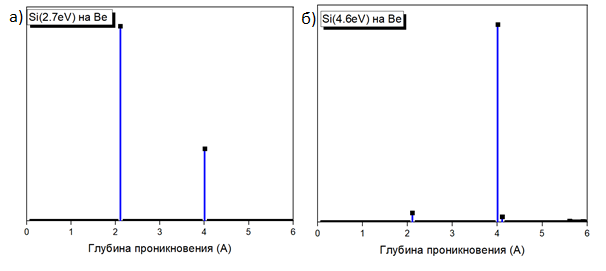 а)
Si(2.7eV) на Be
0 1 2 3 4 5 6
Глубина проникновения (А)
б)
Si(4.6eV) на Be
0 1 2 3 4 5 6
Глубина проникновения (А)